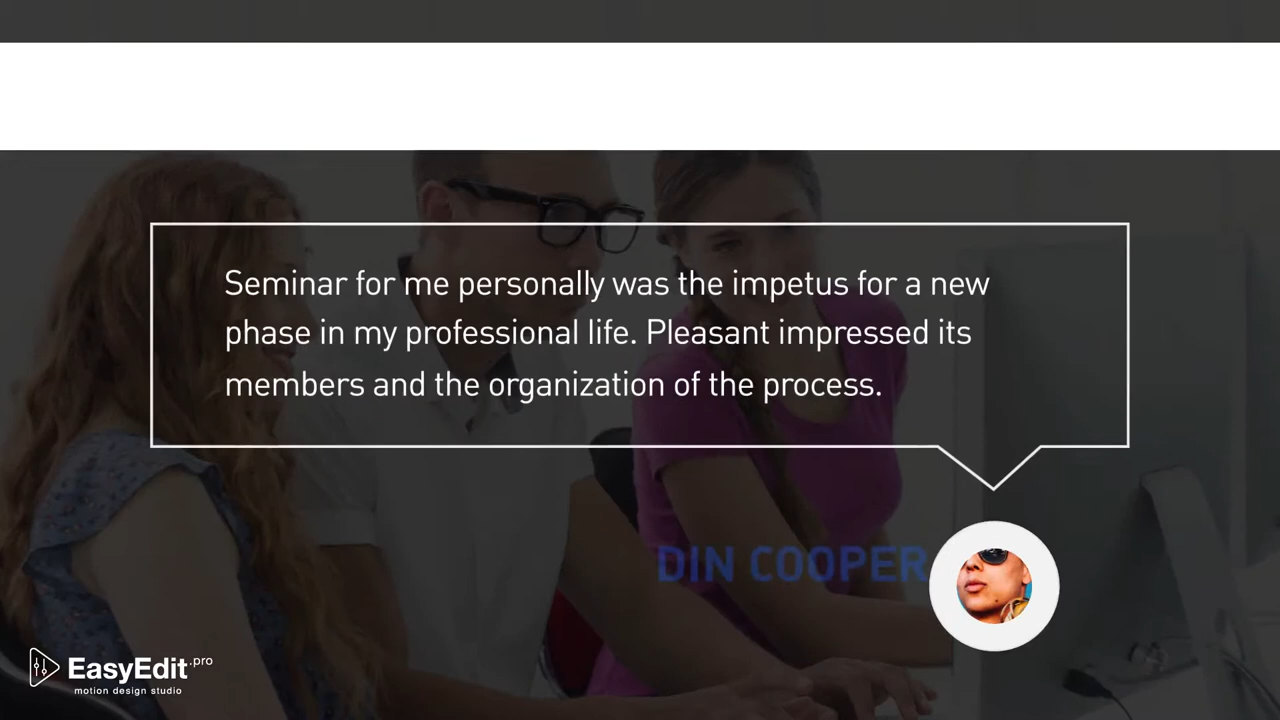 Seminar for me personally was the impetus for a new
phase in my professional life. Pleasant impressed its
members and the organization of the process.
DIN COOPER
EasyEdit.pro
motion design studio